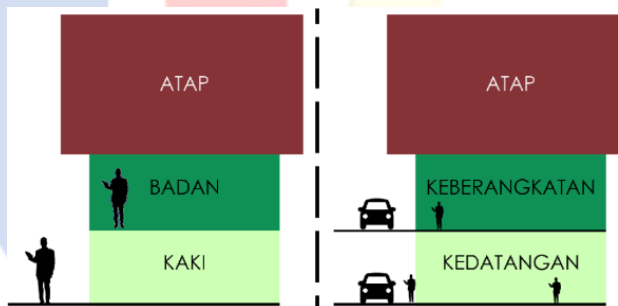 ATAP
BADAN
KAKI
ATAP
KEBERANGKATAN
KEDATANGAN